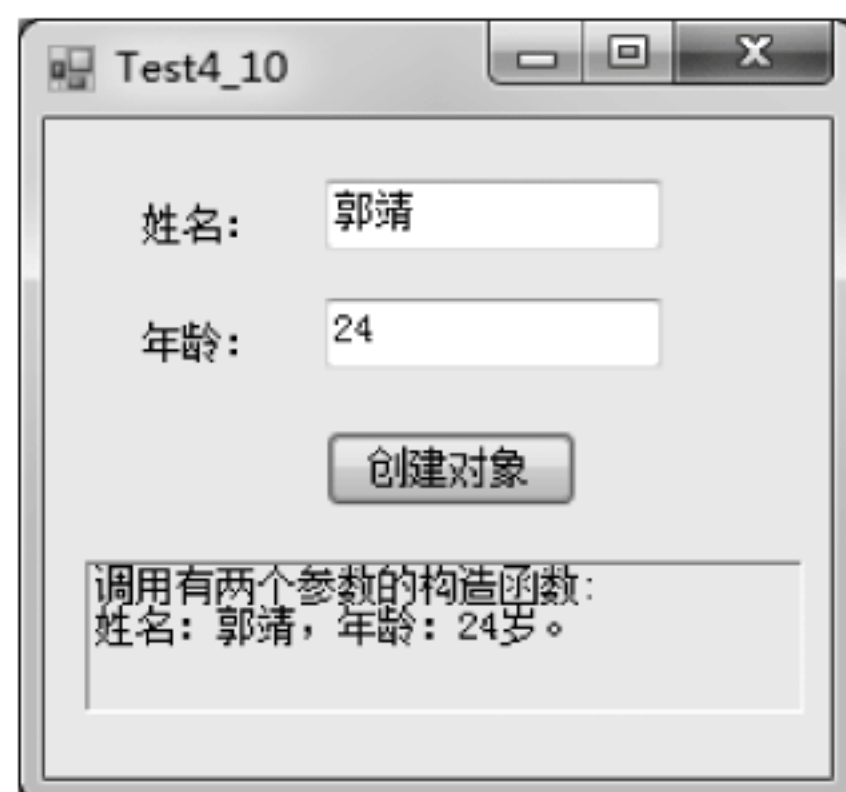 Test4_10
姓名：
郭靖
年龄：
24
创建对象
调用有两个参数的构造函数:
姓名：郭靖，年龄：24岁。